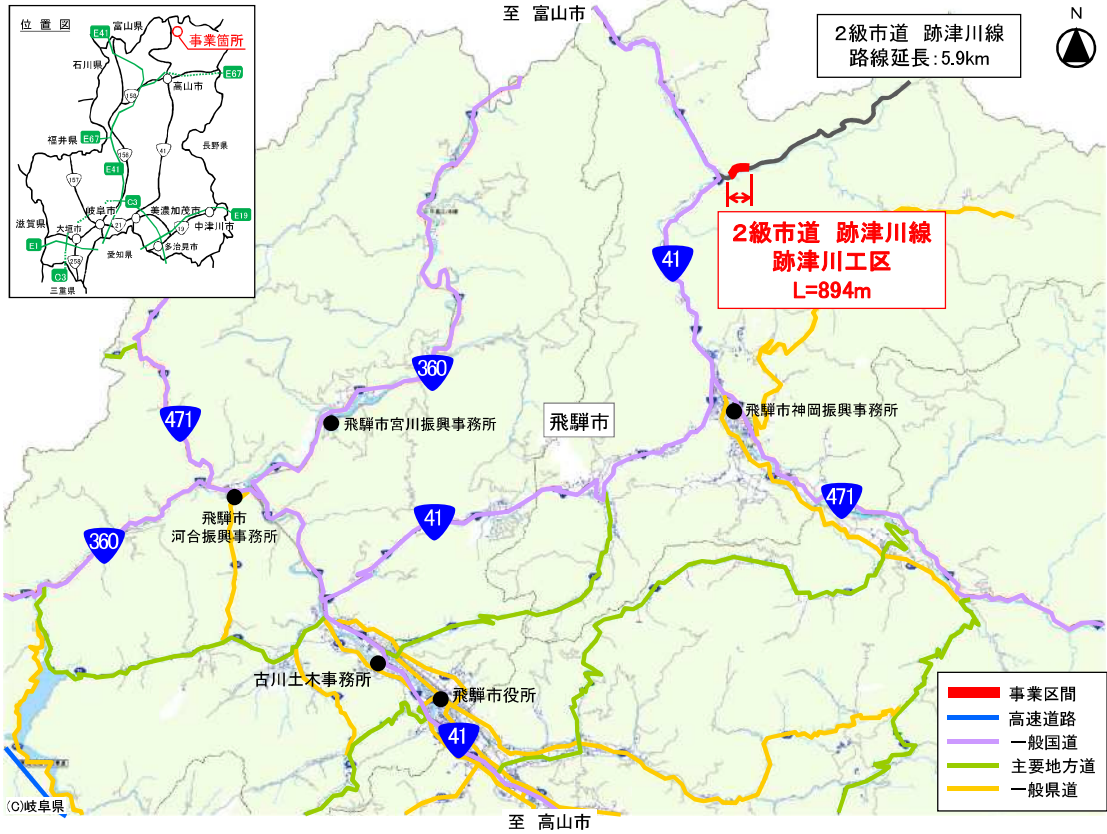 位 置 図
富山県
事業箇所
E41
石川県
E67
高山市
158
福井県
E67
長野県
158
41
157
E41
C3
滋賀県
岐阜市
美濃加茂市
E19
大垣市
21
19
中津川市
E1
愛知県
多治見市
C3
258
三重県
至 富山市
N
2級市道 跡津川線
路線延長:5.9km
41
2級市道 跡津川線
跡津川工区
L=894m
360
471
飛騨市宮川振興事務所
飛騨市
飛騨市神岡振興事務所
471
飛騨市
河合振興事務所
41
360
古川土木事務所
飛騨市役所
41
事業区間
高速道路
一般国道
主要地方道
一般県道
(C)岐阜県
至 高山市